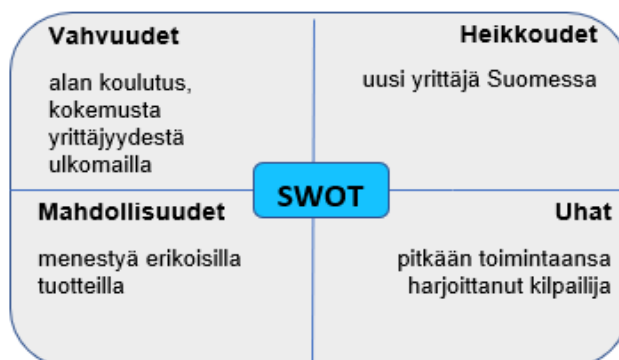 Vahvuudet
alan koulutus,
kokemusta
yrittäjyydestä
ulkomailla
Heikkoudet
uusi yrittäjä Suomessa
SWOT
Mahdollisuudet
menestyä erikoisilla
tuotteilla
Uhat
pitkään toimintaansa
harjoittanut kilpailija